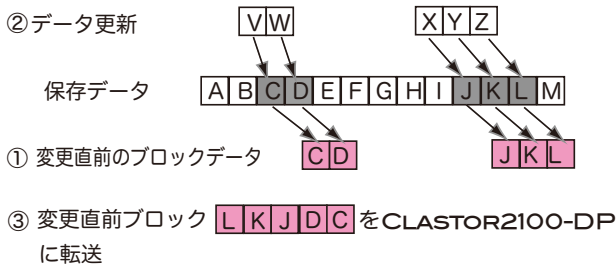 ②データ更新 V W X Y Z
保存データ A B C D E F G H I J K L M
① 変更直前のブロックデータ C D J K L
③ 変更直前ブロック L K J D C をCLASTOR2100-DP
に転送